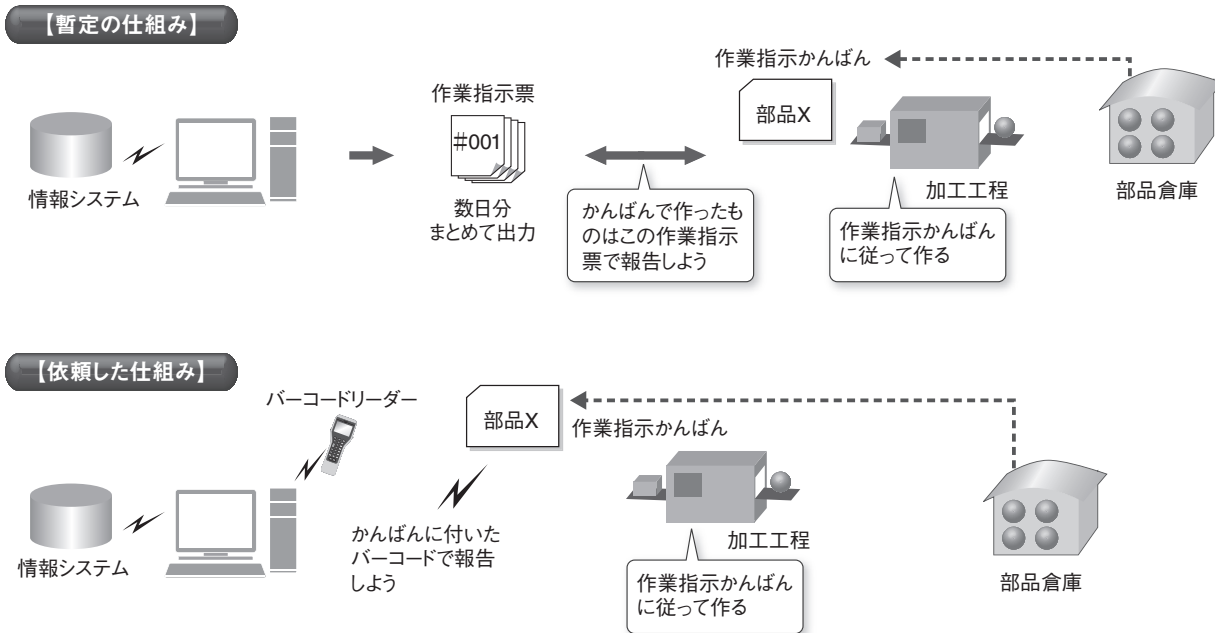 【暫定の仕組み】
作業指示かんばん
作業指示票
部品X
#001
情報システム
数日分
まとめて出力
かんばんで作ったも
のはこの作業指示
票で報告しよう
加工工程
作業指示かんばん
に従って作る
部品倉庫
【依頼した仕組み】
バーコードリーダー
部品X
作業指示かんばん
情報システム
かんばんに付いた
バーコードで報告
しよう
加工工程
作業指示かんばん
に従って作る
部品倉庫